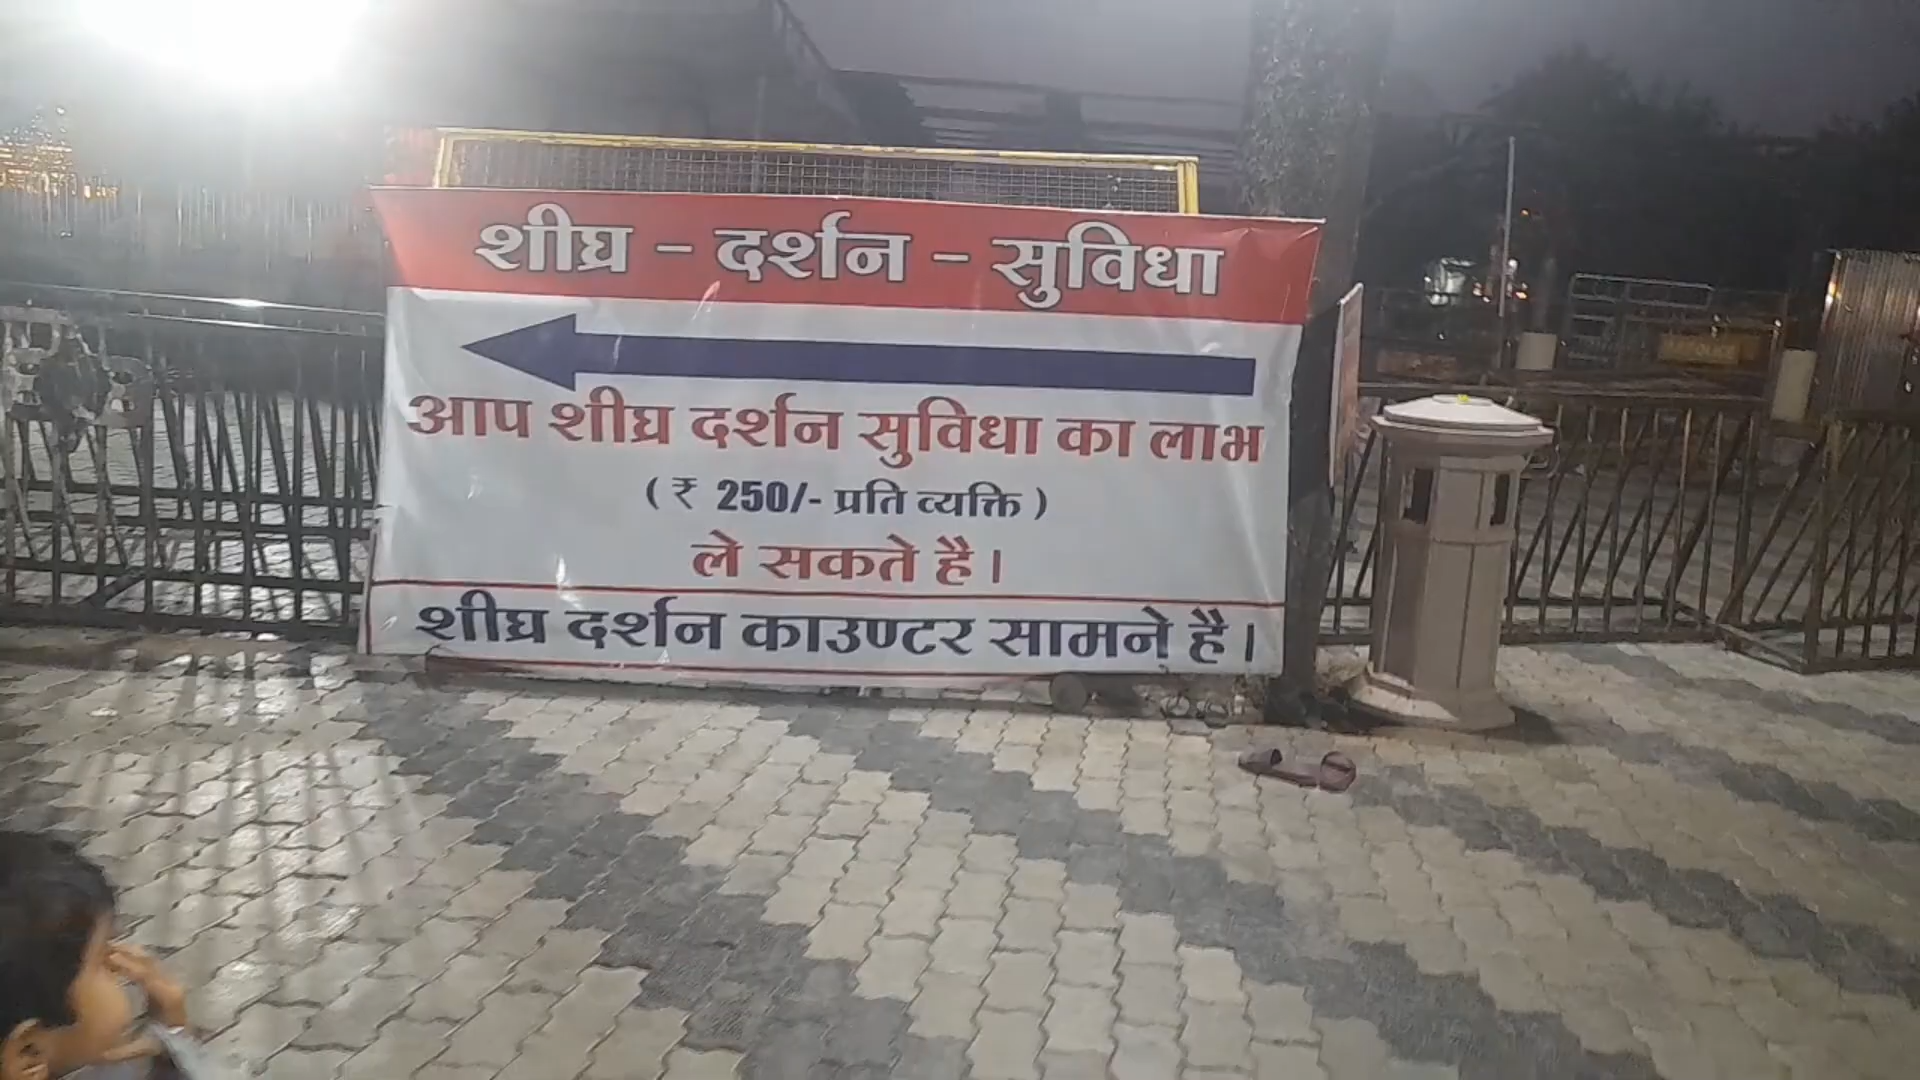 शीघ्र - दर्शन - सुविधा
आप शीघ्र दर्शन सुविधा का लाभ
( ₹ 250/- प्रति व्यक्ति )
ले सकते है।
शीघ्र दर्शन काउण्टर सामने है।